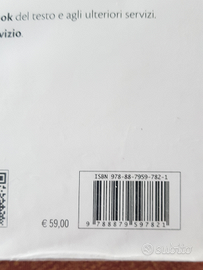 ok del testo e agli ulteriori servizi.
vizio.
ISBN 978-88-7959-782-1
€ 59,00
9 788879 597821
subito